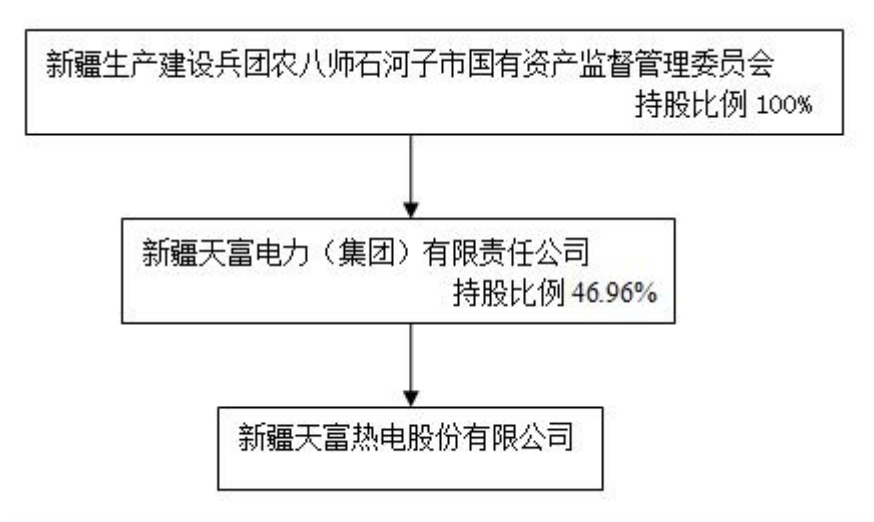 新疆生产建设兵团农八师石河子市国有资产监督管理委员会
持股比例 100%
新疆天富电力（集团）有限责任公司
持股比例 46.96%
新疆天富热电股份有限公司